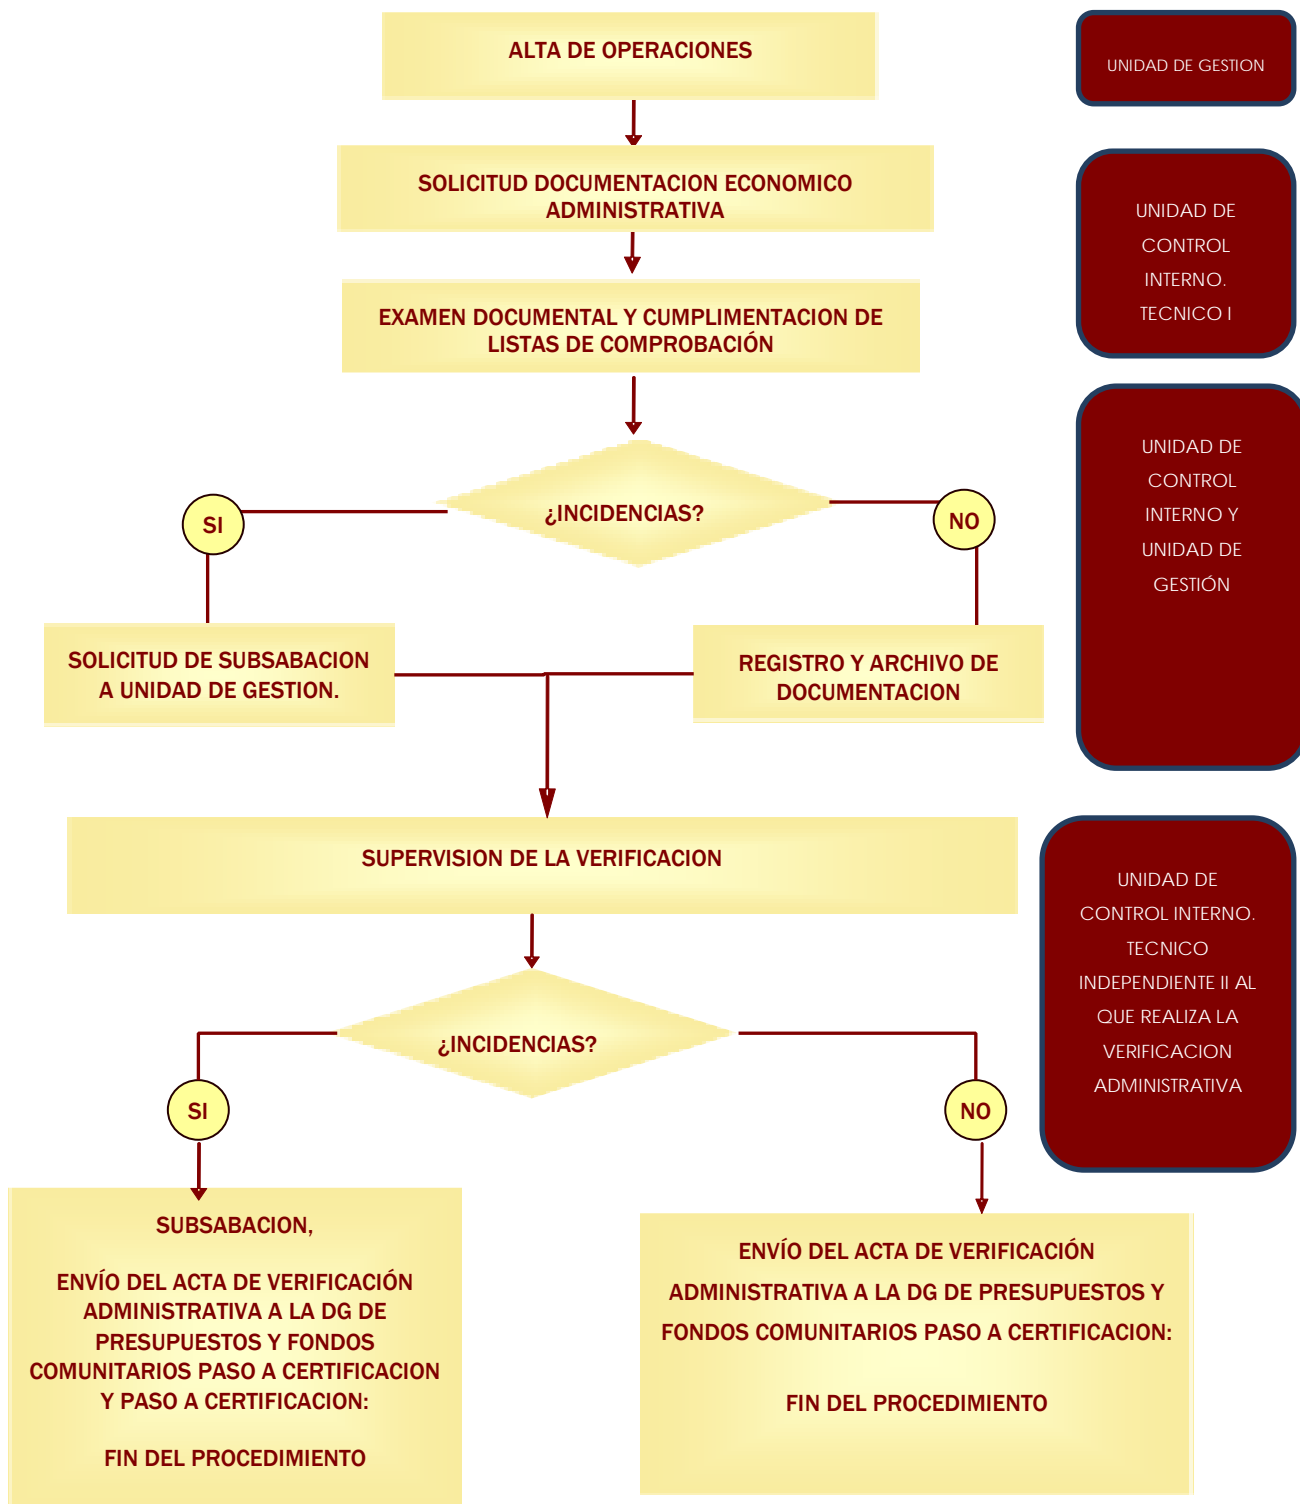 ALTA DE OPERACIONES
UNIDAD DE GESTION
SOLICITUD DOCUMENTACION ECONOMICO
ADMINISTRATIVA
UNIDAD DE
CONTROL
INTERNO.
TECNICO I
EXAMEN DOCUMENTAL Y CUMPLIMENTACION DE
LISTAS DE COMPROBACIÓN
UNIDAD DE
CONTROL
INTERNO Y
UNIDAD DE
GESTIÓN
¿INCIDENCIAS?
SI
NO
SOLICITUD DE SUBSABACION
A UNIDAD DE GESTION.
REGISTRO Y ARCHIVO DE
DOCUMENTACION
SUPERVISION DE LA VERIFICACION
UNIDAD DE
CONTROL INTERNO.
TECNICO
INDEPENDIENTE II AL
QUE REALIZA LA
VERIFICACION
ADMINISTRATIVA
¿INCIDENCIAS?
SI
NO
SUBSABACION,
ENVÍO DEL ACTA DE VERIFICACIÓN
ADMINISTRATIVA A LA DG DE
PRESUPUESTOS Y FONDOS
COMUNITARIOS PASO A CERTIFICACION
Y PASO A CERTIFICACION:
FIN DEL PROCEDIMIENTO
ENVÍO DEL ACTA DE VERIFICACIÓN
ADMINISTRATIVA A LA DG DE PRESUPUESTOS Y
FONDOS COMUNITARIOS PASO A CERTIFICACION:
FIN DEL PROCEDIMIENTO